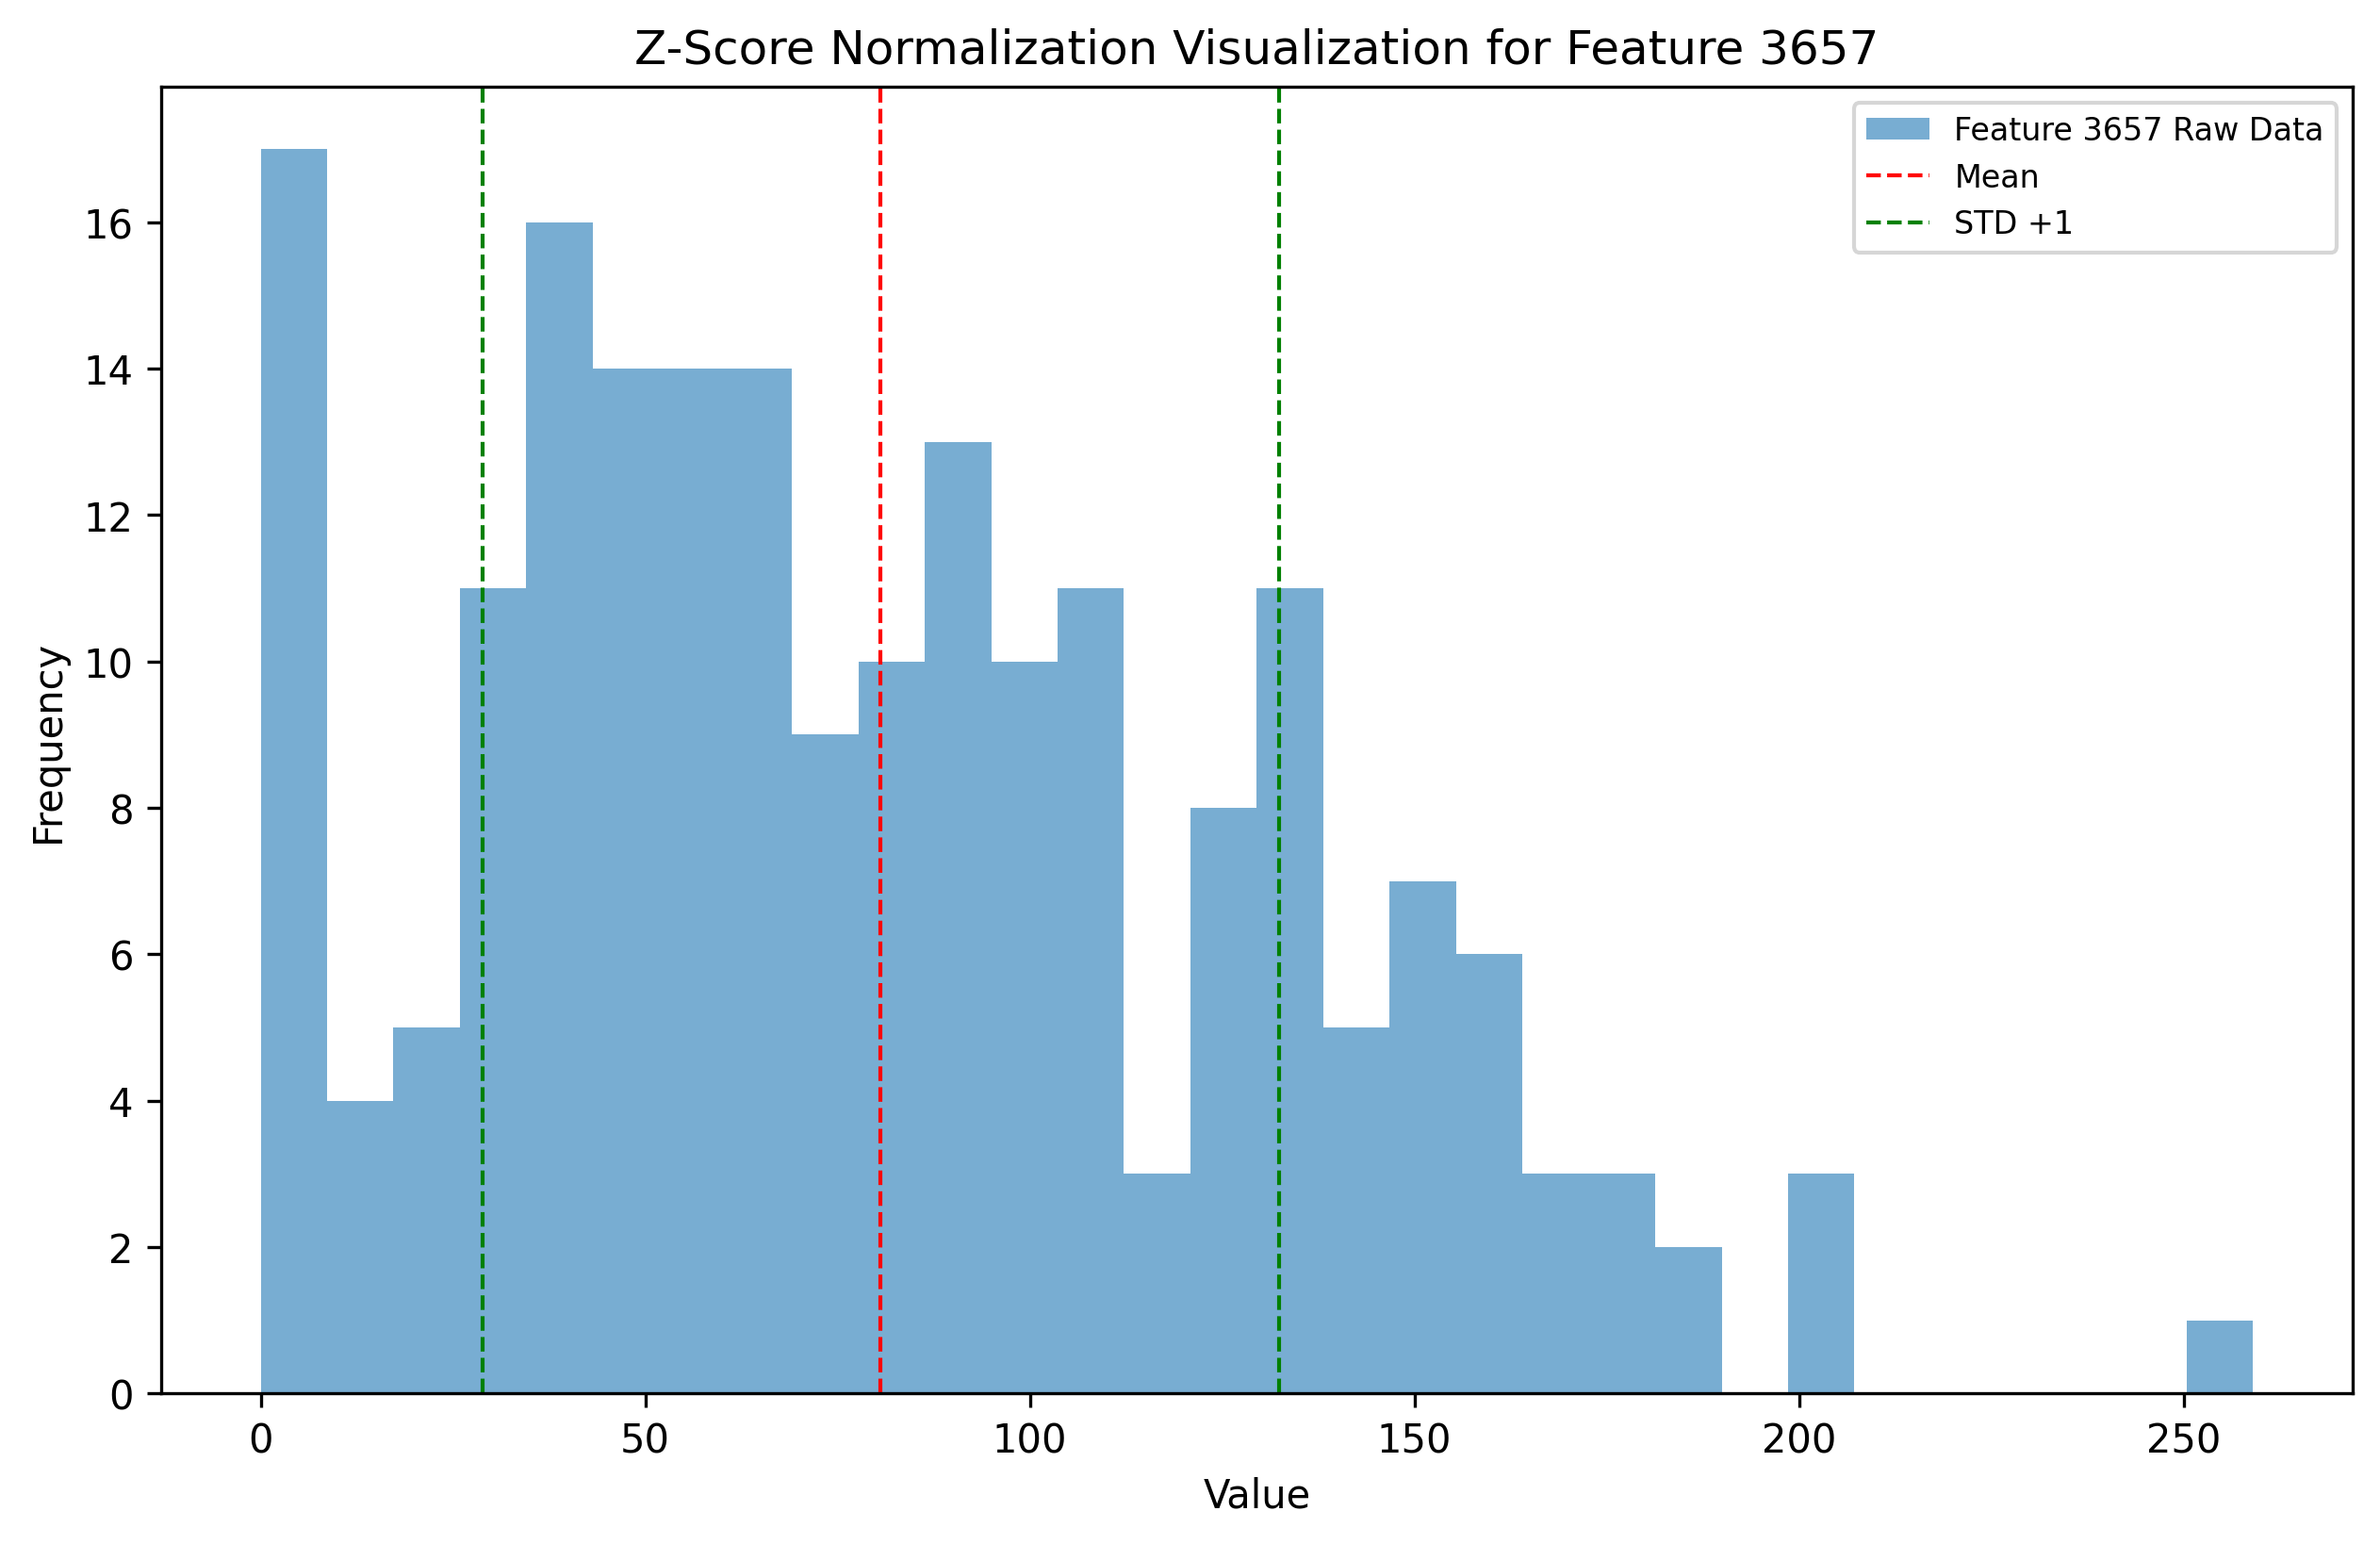 Z-Score Normalization Visualization for Feature 3657
Feature 3657 Raw Data
Mean
STD +1
Frequency
16
14
12
10
8
6
4
2
0
0 50 100 150 200 250
Value